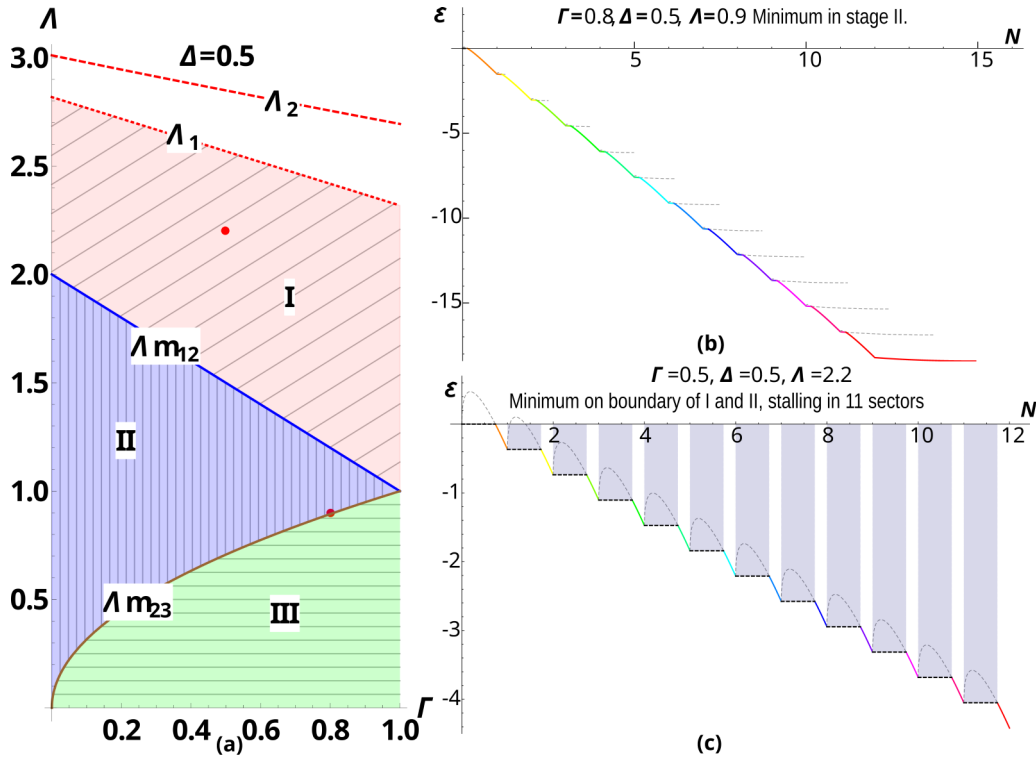 Λ
3.0
Δ=0.5
Λ₂
Λ₁
2.5
2.0
I
Λm₁₂
1.5
II
1.0
Λm₂₃
0.5
III
Γ
0.2 0.4 0.6 0.8 1.0
(a)
ε
Γ=0.8, Δ=0.5, Λ=0.9 Minimum in stage II.
N
5 10 15
-5
-10
-15
(b)
Γ=0.5, Δ=0.5, Λ=2.2
Minimum on boundary of I and II, stalling in 11 sectors
ε
N
2 4 6 8 10 12
-1
-2
-3
-4
(c)